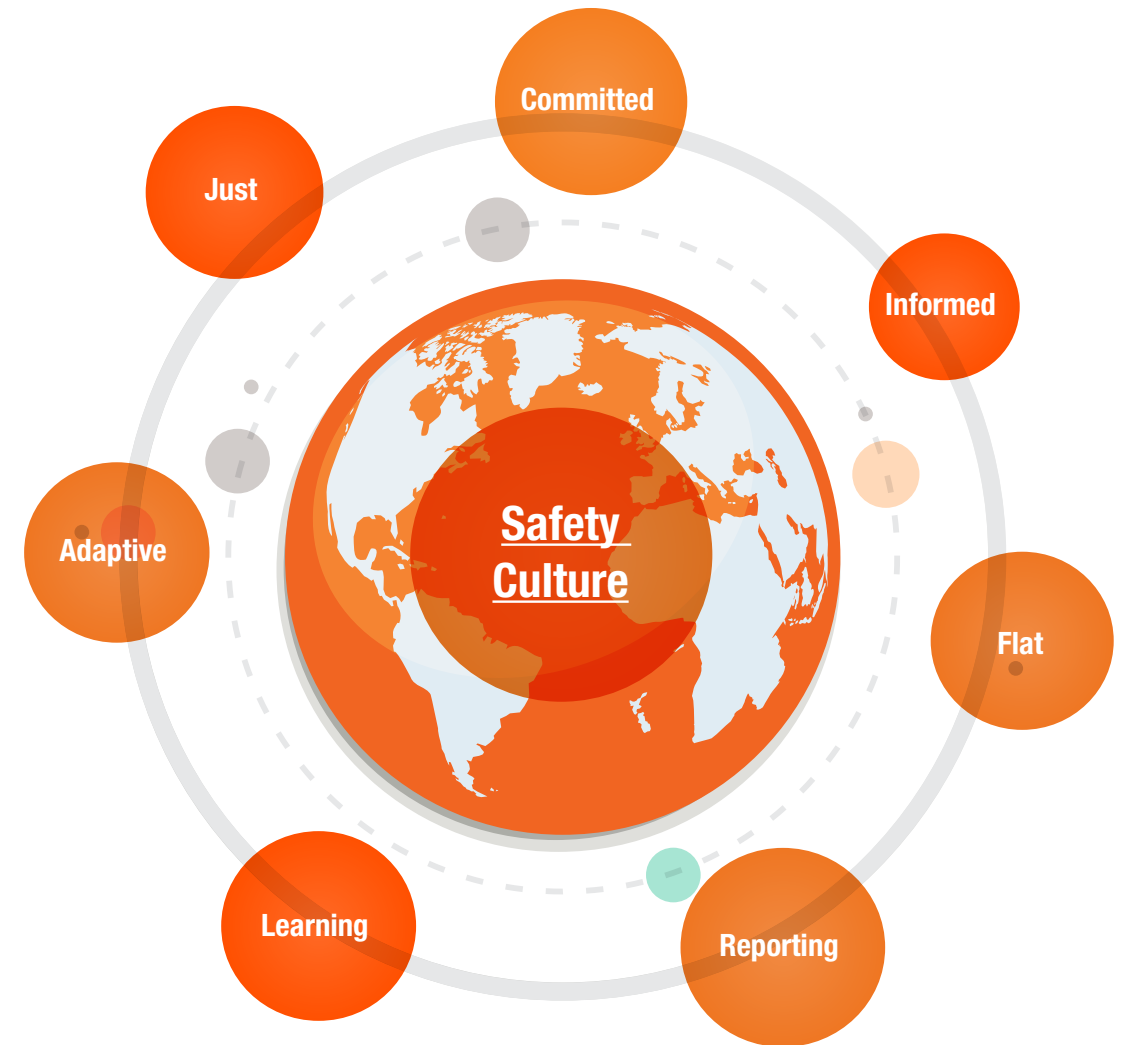 Committed
Just
Informed
Safety
Culture
Adaptive
Flat
Learning
Reporting